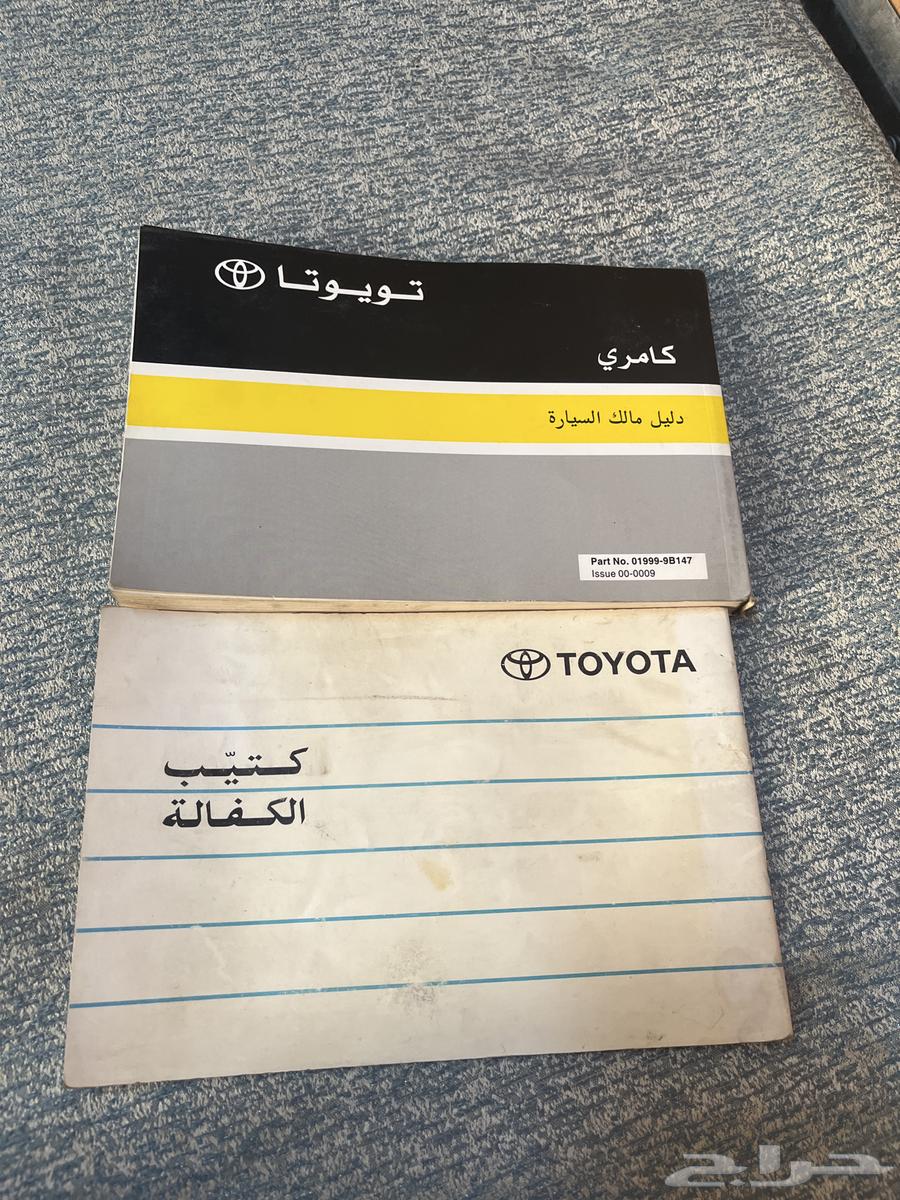 تويوتا
كامري
دليل مالك السيارة
Part No. 01999-9B147
Issue 00-0009
TOYOTA
كتيّب
الكفالة
حراج